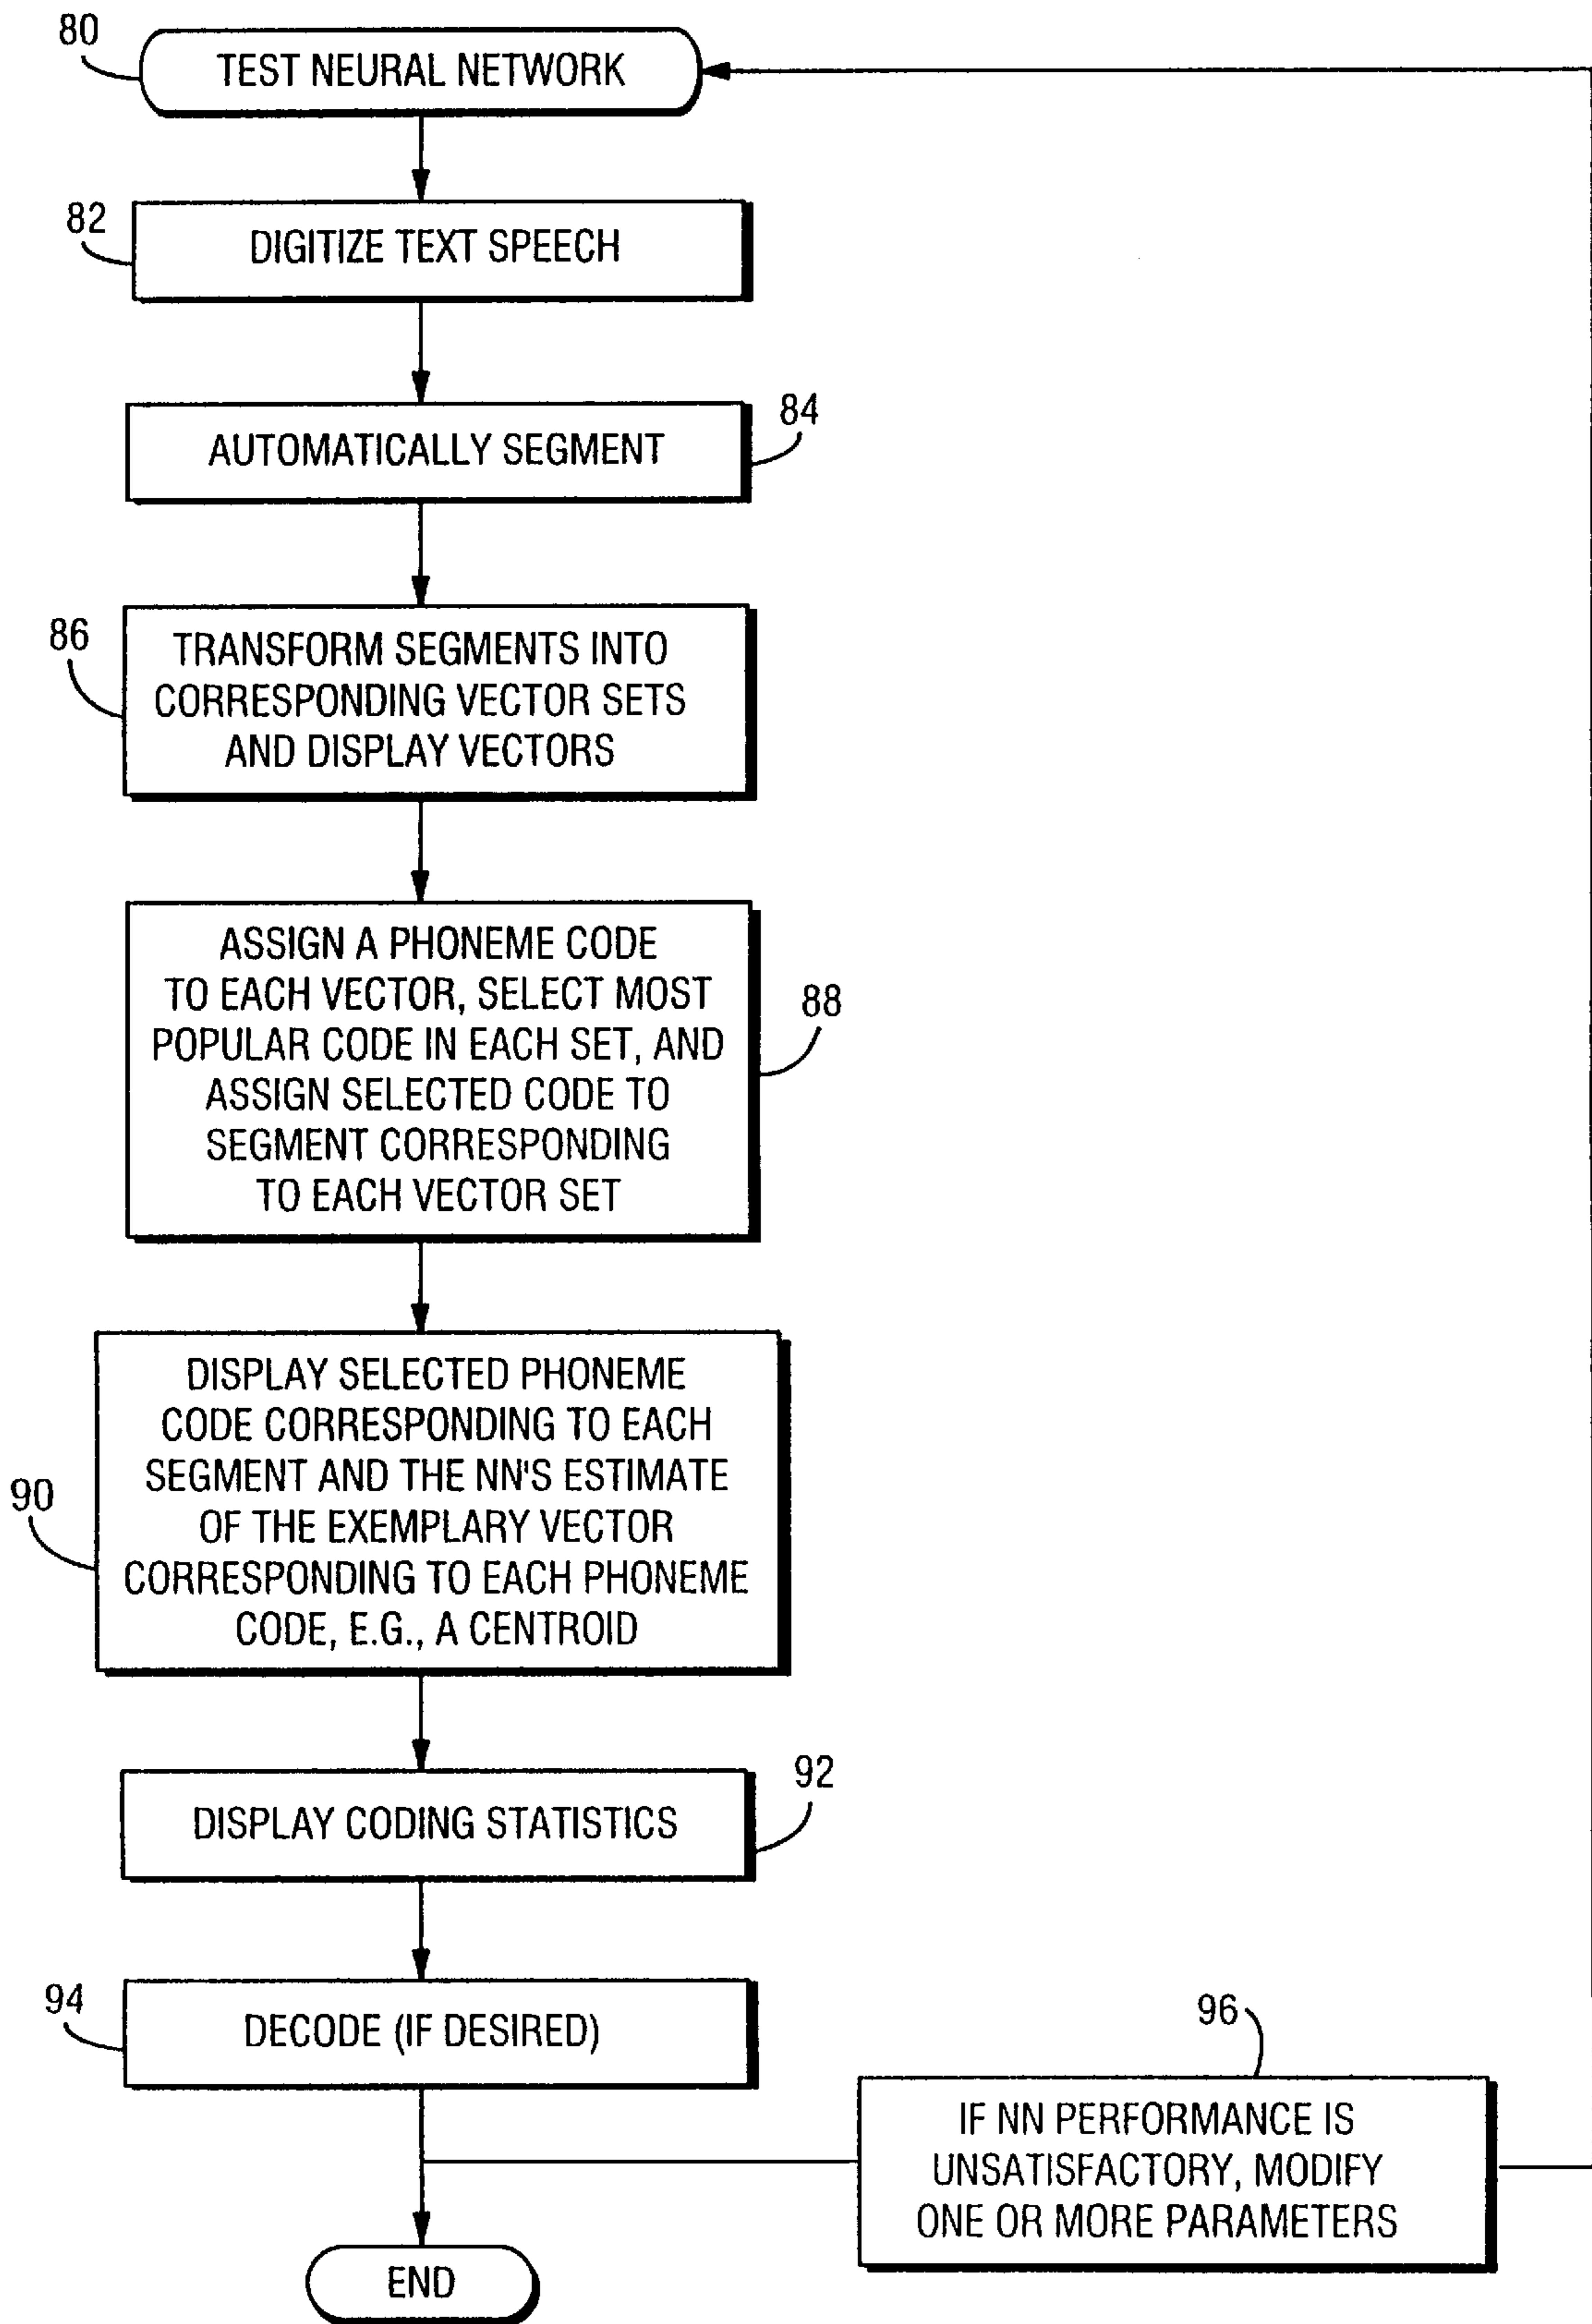 80
TEST NEURAL NETWORK
82
DIGITIZE TEXT SPEECH
84
AUTOMATICALLY SEGMENT
86
TRANSFORM SEGMENTS INTO
CORRESPONDING VECTOR SETS
AND DISPLAY VECTORS
88
ASSIGN A PHONEME CODE
TO EACH VECTOR, SELECT MOST
POPULAR CODE IN EACH SET, AND
ASSIGN SELECTED CODE TO
SEGMENT CORRESPONDING
TO EACH VECTOR SET
90
DISPLAY SELECTED PHONEME
CODE CORRESPONDING TO EACH
SEGMENT AND THE NN'S ESTIMATE
OF THE EXEMPLARY VECTOR
CORRESPONDING TO EACH PHONEME
CODE, E.G., A CENTROID
92
DISPLAY CODING STATISTICS
94
DECODE (IF DESIRED)
96
IF NN PERFORMANCE IS
UNSATISFACTORY, MODIFY
ONE OR MORE PARAMETERS
END